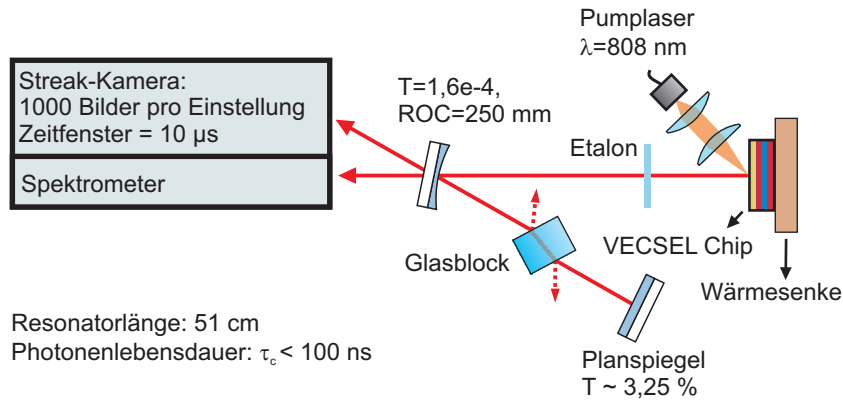 Pumplaser
λ=808 nm
Streak-Kamera:
1000 Bilder pro Einstellung
Zeitfenster = 10 µs
Spektrometer
T=1,6e-4,
ROC=250 mm
Etalon
Glasblock
VECSEL Chip
Wärmesenke
Resonatorlänge: 51 cm
Photonenlebensdauer: τc < 100 ns
Planspiegel
T ~ 3,25 %